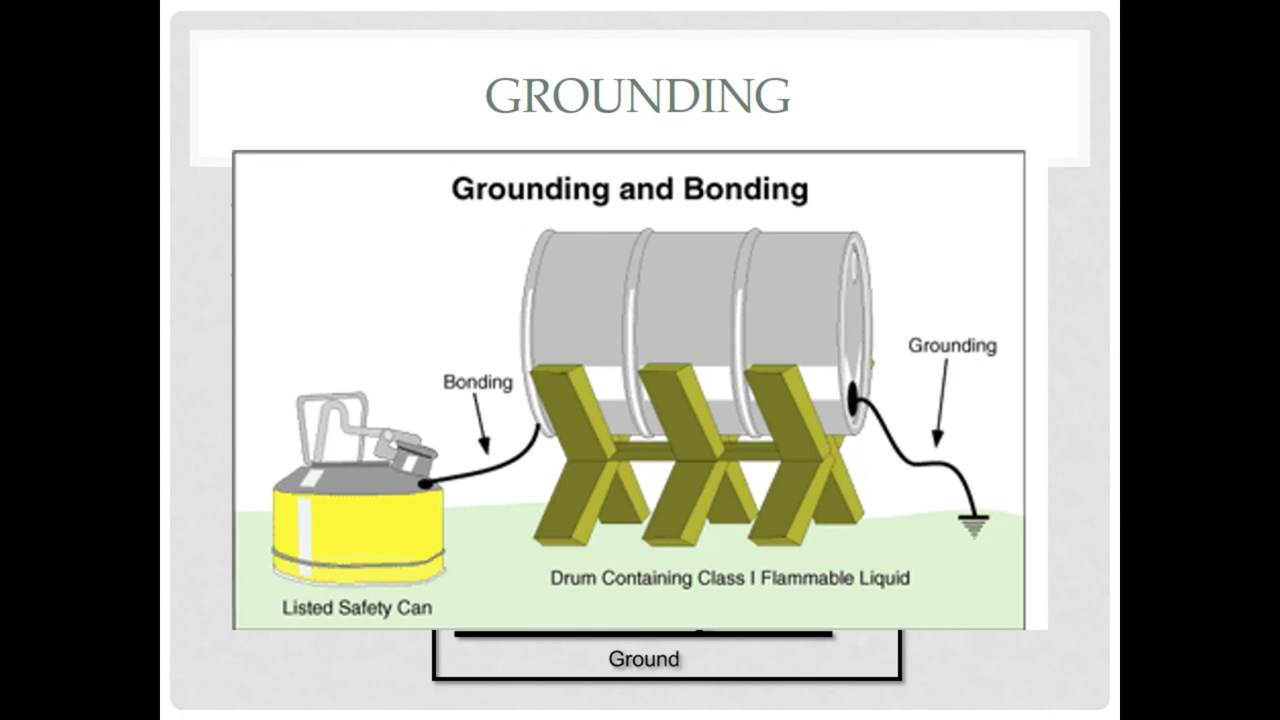 GROUNDING
Grounding and Bonding
Grounding
Bonding
Drum Containing Class I Flammable Liquid
Listed Safety Can
Ground